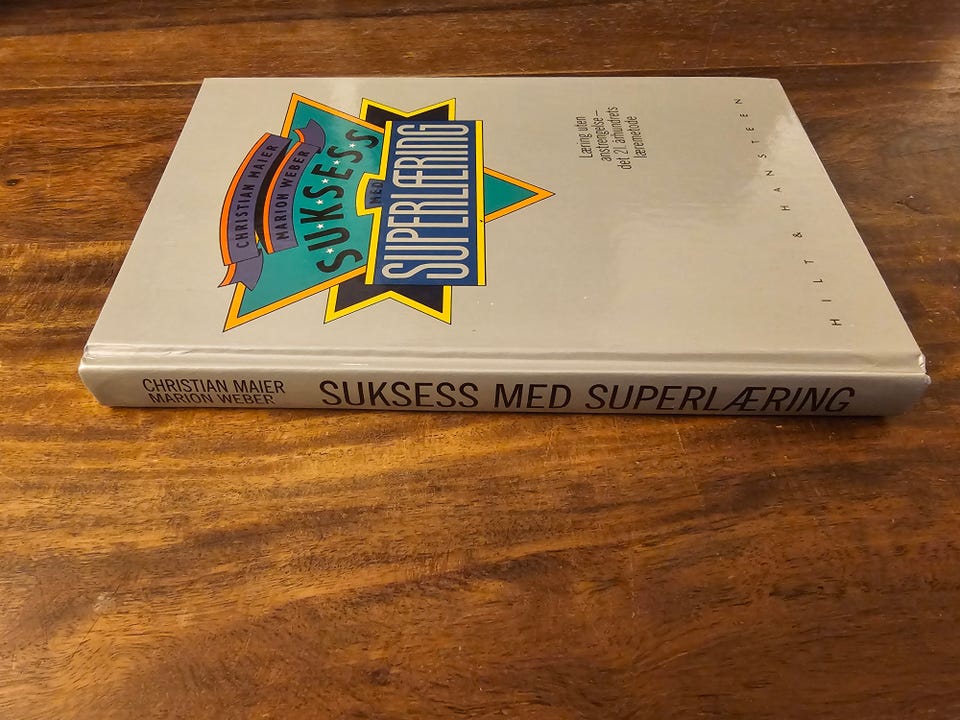 CHRISTIAN MAIER
MARION WEBER
SUKSESS
MED
SUPERLÆRING
Læring uten
anstrengelse –
det 21. århundrets
læremetode
HILT & HANSTEEN
CHRISTIAN MAIER
MARION WEBER
SUKSESS MED SUPERLÆRING